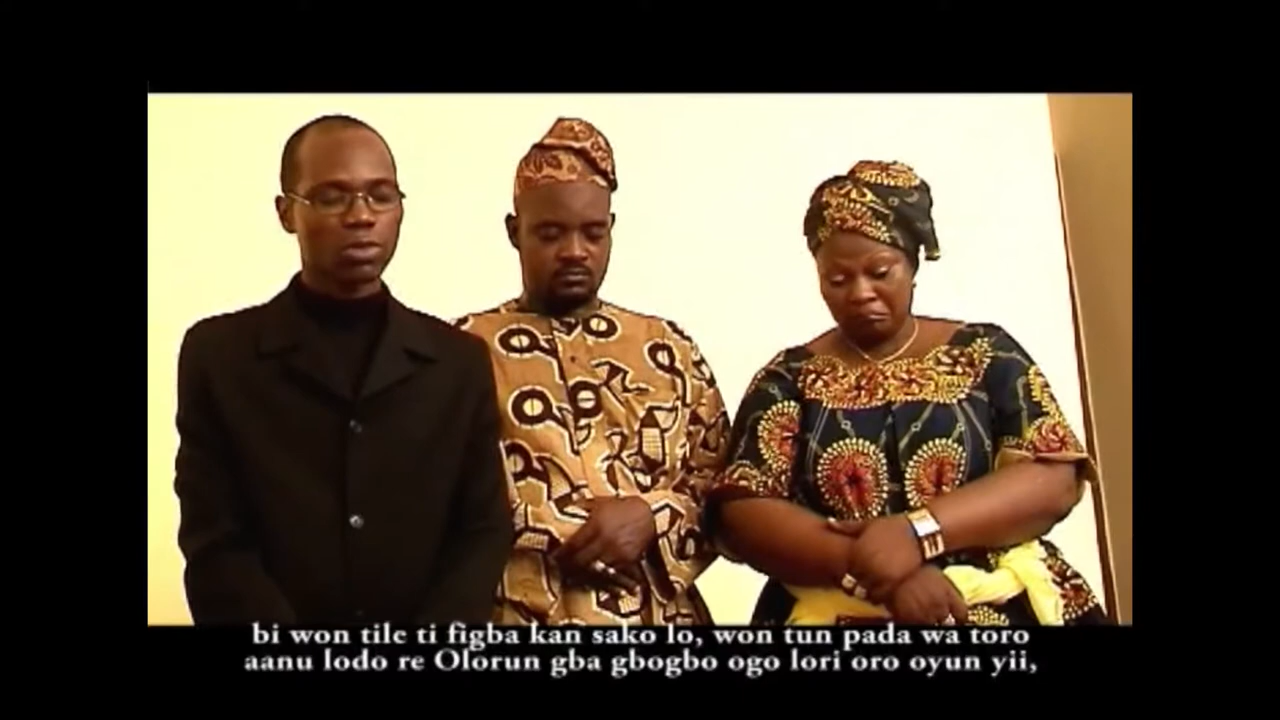 bi won tile ti figba kan sako lo, won tun pada wa toro
aanu lodo re Olorun gba gbogbo ogo lori oro oyun yii,